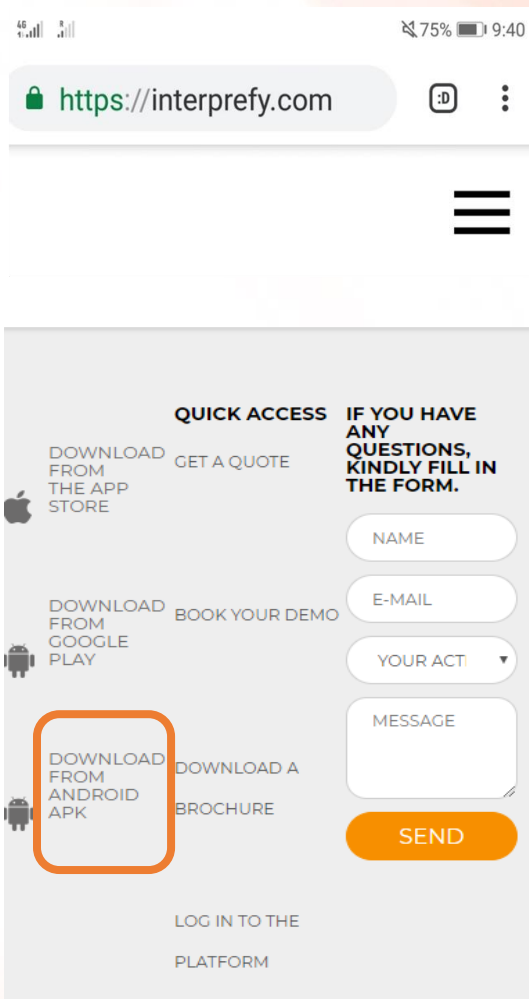 4G
R
75%
9:40
https://interprefy.com
:D
DOWNLOAD
FROM
THE APP
STORE
DOWNLOAD
FROM
GOOGLE
PLAY
DOWNLOAD
FROM
ANDROID
APK
QUICK ACCESS
GET A QUOTE
BOOK YOUR DEMO
DOWNLOAD A
BROCHURE
LOG IN TO THE
PLATFORM
IF YOU HAVE
ANY
QUESTIONS,
KINDLY FILL IN
THE FORM.
NAME
E-MAIL
YOUR ACTI
MESSAGE
SEND